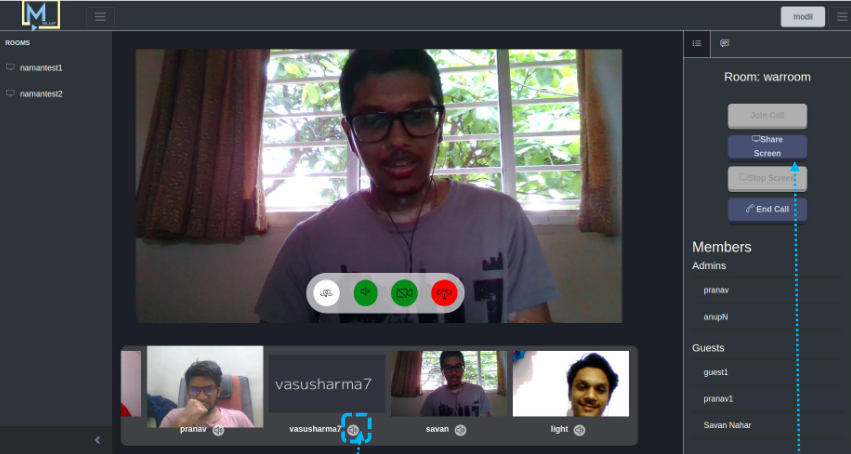 M
modii
ROOMS
namantest1
namantest2
Room: warroom
Join Call
Share
Screen
Stop Screen
End Call
Members
Admins
pranav
anupN
Guests
guest1
pranav1
Savan Nahar
vasusharma7
pranav
vasusharma7
savan
light